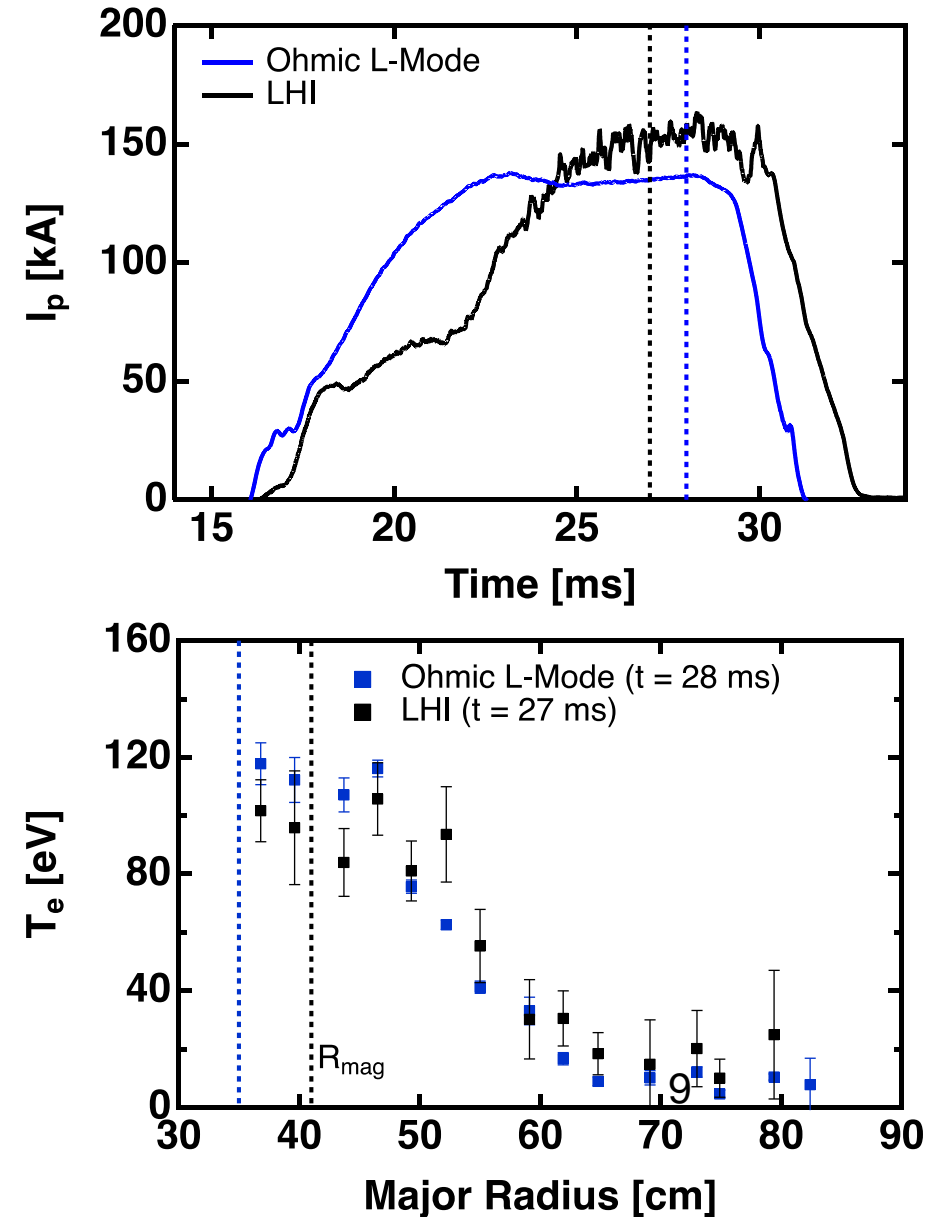 200
Ohmic L-Mode
LHI
150
100
50
0
I_p [kA]
15 20 25 30
Time [ms]
160
Ohmic L-Mode (t = 28 ms)
LHI (t = 27 ms)
120
80
40
0
T_e [eV]
R_mag
9
30 40 50 60 70 80 90
Major Radius [cm]